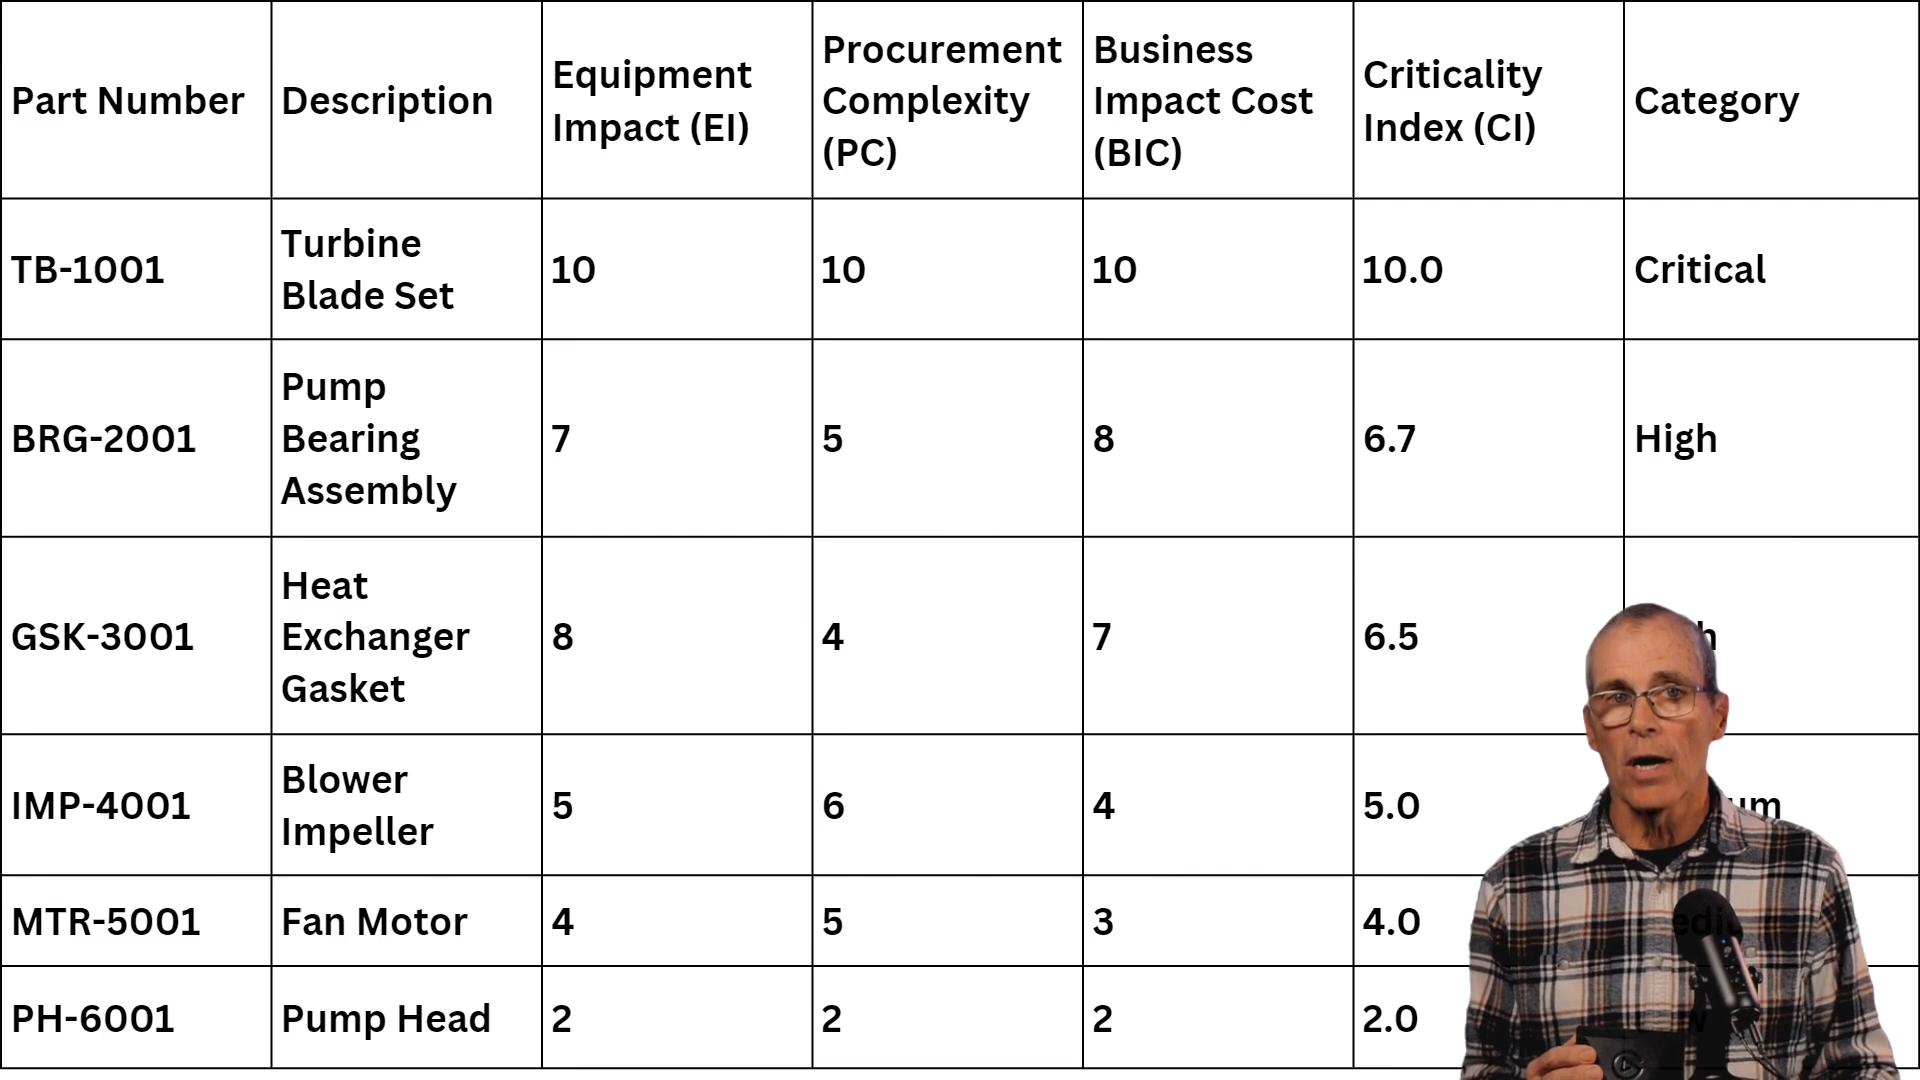 Part Number
Description
Equipment
Impact (EI)
Procurement
Complexity
(PC)
Business
Impact Cost
(BIC)
Criticality
Index (CI)
Category
TB-1001
Turbine
Blade Set
10
10
10
10.0
Critical
BRG-2001
Pump
Bearing
Assembly
7
5
8
6.7
High
GSK-3001
Heat
Exchanger
Gasket
8
4
7
6.5
IMP-4001
Blower
Impeller
5
6
4
5.0
MTR-5001
Fan Motor
4
5
3
4.0
PH-6001
Pump Head
2
2
2
2.0